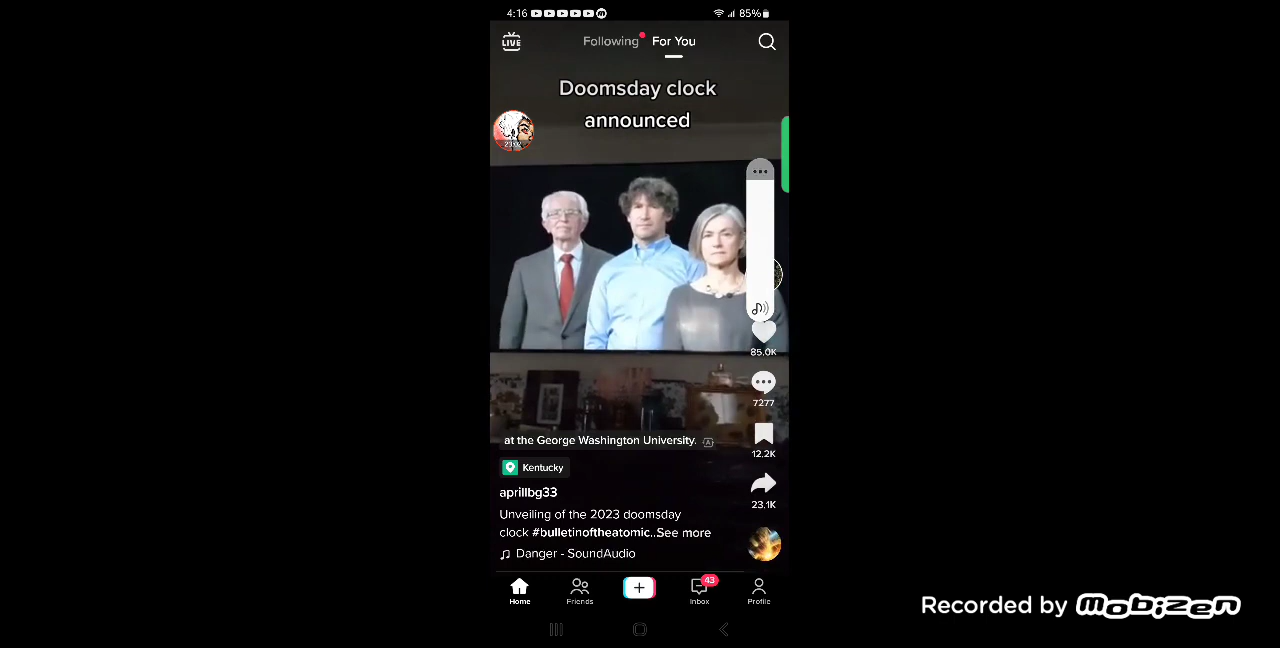 4:16
85%
LIVE
Following
For You
Doomsday clock
announced
23:02
85.0K
7277
at the George Washington University.
12.2K
Kentucky
aprillbg33
23.1K
Unveiling of the 2023 doomsday
clock #bulletinoftheatomic...See more
Danger - SoundAudio
43
Home
Friends
Inbox
Profile
Recorded by MOBIZEN